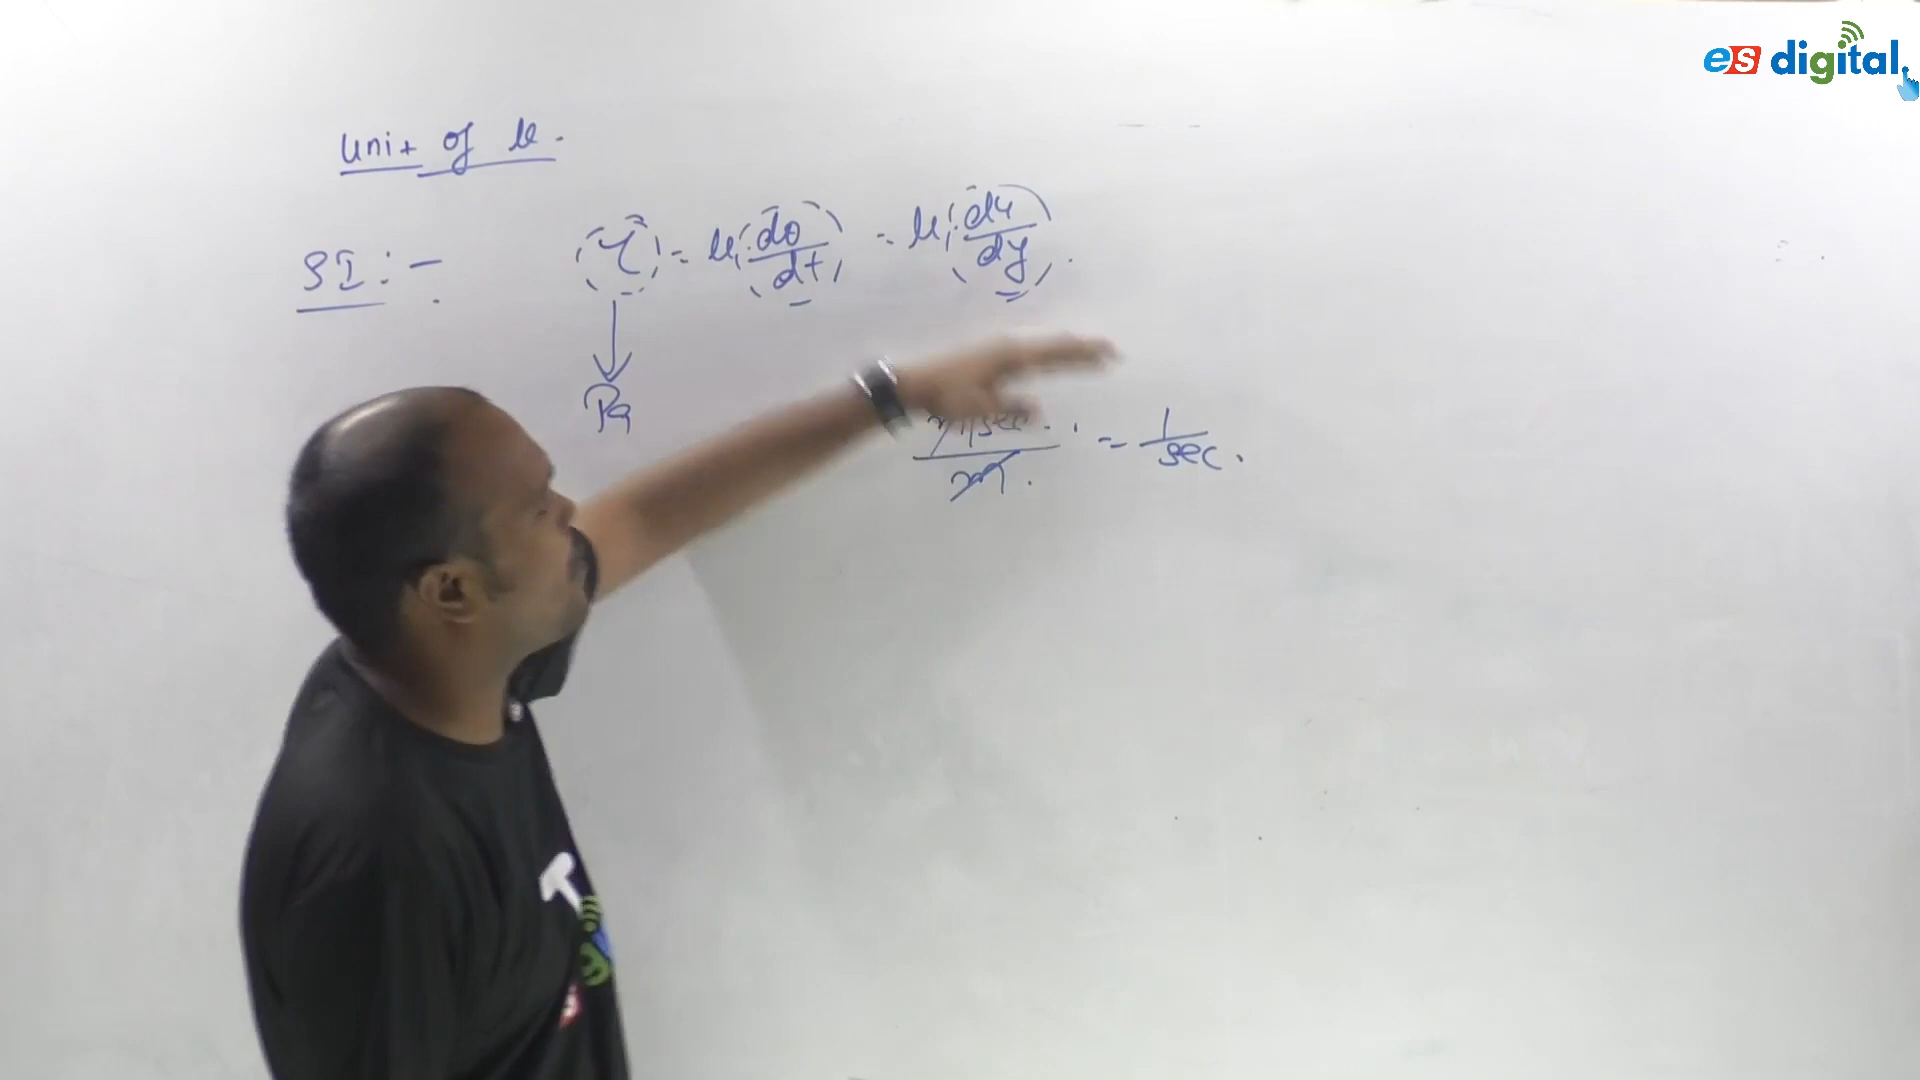 es digital.
Unit of μ.
SI :-
τ = μ(dθ/dt) = μ(du/dy).
Pa
m/sec. / m. = 1/sec.
T